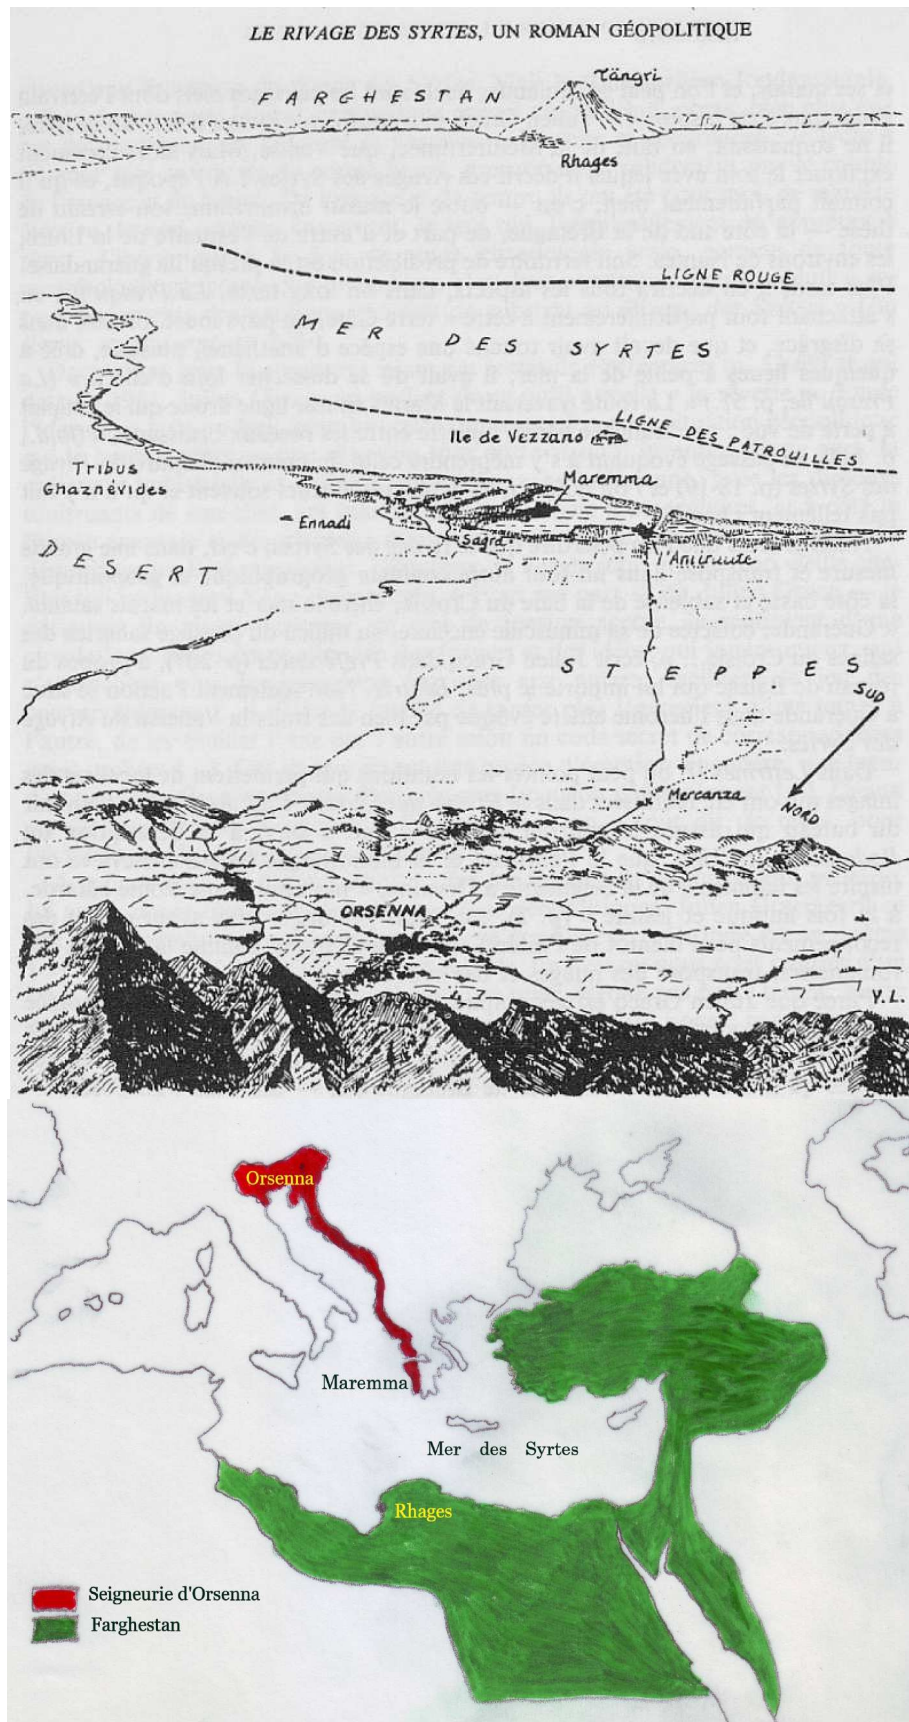 LE RIVAGE DES SYRTES, UN ROMAN GÉOPOLITIQUE
Tängri
FARGHESTAN
Rhages
LIGNE ROUGE
MER DES SYRTES
LIGNE DES PATROUILLES
Ile de Vezzano
Maremma
Tribus
Ghaznévides
Ennadi
Sagra
l'Amirauté
DESERT
STEPPES
SUD
NORD
Mercanza
ORSENNA
Y.L.
Orsenna
Maremma
Mer des Syrtes
Rhages
Seigneurie d'Orsenna
Farghestan